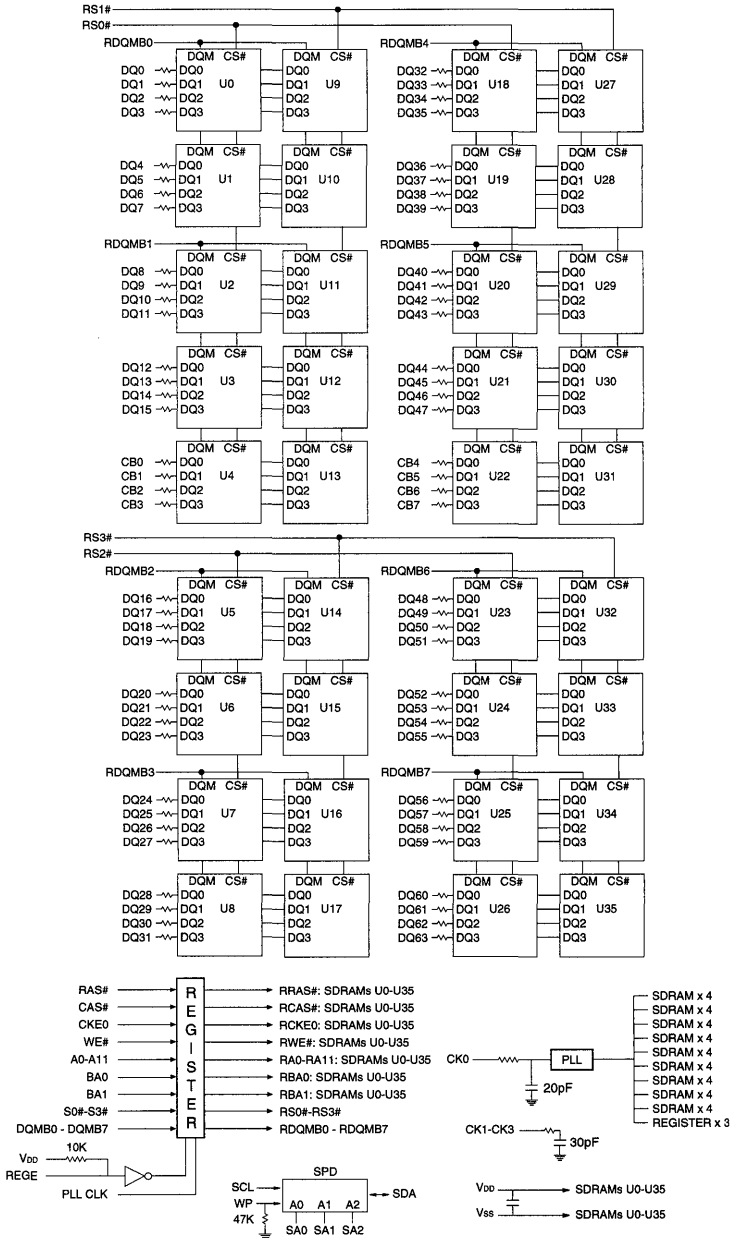 RS1#
RS0#
RDQMB0 RDQMB4
DQM CS# DQM CS# DQM CS# DQM CS#
DQ0 DQ0 DQ0 DQ32 DQ0 DQ0
DQ1 DQ1 U0 DQ1 U9 DQ33 DQ1 U18 DQ1 U27
DQ2 DQ2 DQ2 DQ34 DQ2 DQ2
DQ3 DQ3 DQ3 DQ35 DQ3 DQ3
DQM CS# DQM CS# DQM CS# DQM CS#
DQ4 DQ0 DQ0 DQ36 DQ0 DQ0
DQ5 DQ1 U1 DQ1 U10 DQ37 DQ1 U19 DQ1 U28
DQ6 DQ2 DQ2 DQ38 DQ2 DQ2
DQ7 DQ3 DQ3 DQ39 DQ3 DQ3
RDQMB1 RDQMB5
DQM CS# DQM CS# DQM CS# DQM CS#
DQ8 DQ0 DQ0 DQ40 DQ0 DQ0
DQ9 DQ1 U2 DQ1 U11 DQ41 DQ1 U20 DQ1 U29
DQ10 DQ2 DQ2 DQ42 DQ2 DQ2
DQ11 DQ3 DQ3 DQ43 DQ3 DQ3
DQM CS# DQM CS# DQM CS# DQM CS#
DQ12 DQ0 DQ0 DQ44 DQ0 DQ0
DQ13 DQ1 U3 DQ1 U12 DQ45 DQ1 U21 DQ1 U30
DQ14 DQ2 DQ2 DQ46 DQ2 DQ2
DQ15 DQ3 DQ3 DQ47 DQ3 DQ3
DQM CS# DQM CS# DQM CS# DQM CS#
CB0 DQ0 DQ0 CB4 DQ0 DQ0
CB1 DQ1 U4 DQ1 U13 CB5 DQ1 U22 DQ1 U31
CB2 DQ2 DQ2 CB6 DQ2 DQ2
CB3 DQ3 DQ3 CB7 DQ3 DQ3
RS3#
RS2#
RDQMB2 RDQMB6
DQM CS# DQM CS# DQM CS# DQM CS#
DQ16 DQ0 DQ0 DQ48 DQ0 DQ0
DQ17 DQ1 U5 DQ1 U14 DQ49 DQ1 U23 DQ1 U32
DQ18 DQ2 DQ2 DQ50 DQ2 DQ2
DQ19 DQ3 DQ3 DQ51 DQ3 DQ3
DQM CS# DQM CS# DQM CS# DQM CS#
DQ20 DQ0 DQ0 DQ52 DQ0 DQ0
DQ21 DQ1 U6 DQ1 U15 DQ53 DQ1 U24 DQ1 U33
DQ22 DQ2 DQ2 DQ54 DQ2 DQ2
DQ23 DQ3 DQ3 DQ55 DQ3 DQ3
RDQMB3 RDQMB7
DQM CS# DQM CS# DQM CS# DQM CS#
DQ24 DQ0 DQ0 DQ56 DQ0 DQ0
DQ25 DQ1 U7 DQ1 U16 DQ57 DQ1 U25 DQ1 U34
DQ26 DQ2 DQ2 DQ58 DQ2 DQ2
DQ27 DQ3 DQ3 DQ59 DQ3 DQ3
DQM CS# DQM CS# DQM CS# DQM CS#
DQ28 DQ0 DQ0 DQ60 DQ0 DQ0
DQ29 DQ1 U8 DQ1 U17 DQ61 DQ1 U26 DQ1 U35
DQ30 DQ2 DQ2 DQ62 DQ2 DQ2
DQ31 DQ3 DQ3 DQ63 DQ3 DQ3
REGISTER
RAS# RRAS#: SDRAMs U0-U35
CAS# RCAS#: SDRAMs U0-U35
CKE0 RCKE0: SDRAMs U0-U35
WE# RWE#: SDRAMs U0-U35
A0-A11 RA0-RA11: SDRAMs U0-U35
BA0 RBA0: SDRAMs U0-U35
BA1 RBA1: SDRAMs U0-U35
S0#-S3# RS0#-RS3#
DQMB0 - DQMB7 RDQMB0 - RDQMB7
10K
VDD
REGE
PLL CLK
SPD
SCL
WP A0 A1 A2 SDA
47K
SA0 SA1 SA2
CK0 PLL
20pF
SDRAM x 4
SDRAM x 4
SDRAM x 4
SDRAM x 4
SDRAM x 4
SDRAM x 4
SDRAM x 4
SDRAM x 4
SDRAM x 4
REGISTER x 3
CK1-CK3
30pF
VDD SDRAMs U0-U35
VSS SDRAMs U0-U35